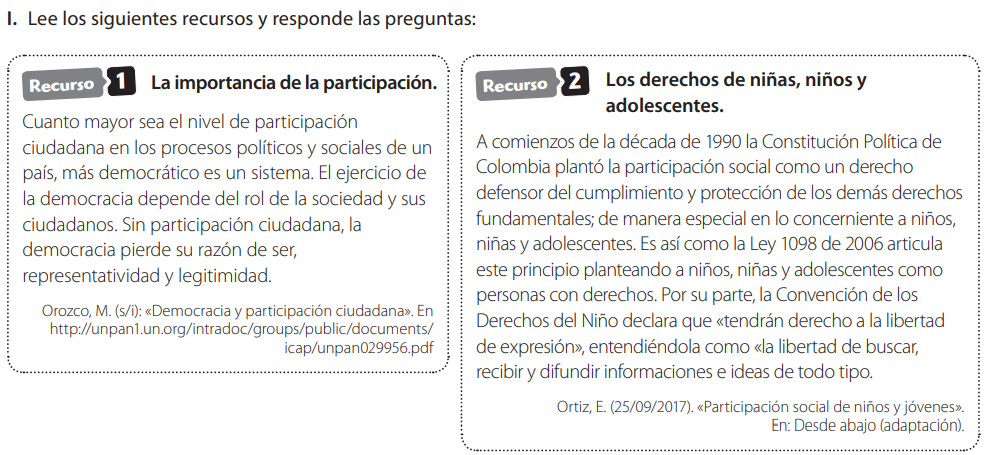 I. Lee los siguientes recursos y responde las preguntas:
Recurso 1 La importancia de la participación.
Cuanto mayor sea el nivel de participación
ciudadana en los procesos políticos y sociales de un
país, más democrático es un sistema. El ejercicio de
la democracia depende del rol de la sociedad y sus
ciudadanos. Sin participación ciudadana, la
democracia pierde su razón de ser,
representatividad y legitimidad.
Orozco, M. (s/i): «Democracia y participación ciudadana». En
http://unpan1.un.org/intradoc/groups/public/documents/
icap/unpan029956.pdf
Recurso 2 Los derechos de niñas, niños y
adolescentes.
A comienzos de la década de 1990 la Constitución Política de
Colombia plantó la participación social como un derecho
defensor del cumplimiento y protección de los demás derechos
fundamentales; de manera especial en lo concerniente a niños,
niñas y adolescentes. Es así como la Ley 1098 de 2006 articula
este principio planteando a niños, niñas y adolescentes como
personas con derechos. Por su parte, la Convención de los
Derechos del Niño declara que «tendrán derecho a la libertad
de expresión», entendiéndola como «la libertad de buscar,
recibir y difundir informaciones e ideas de todo tipo.
Ortiz, E. (25/09/2017). «Participación social de niños y jóvenes».
En: Desde abajo (adaptación).